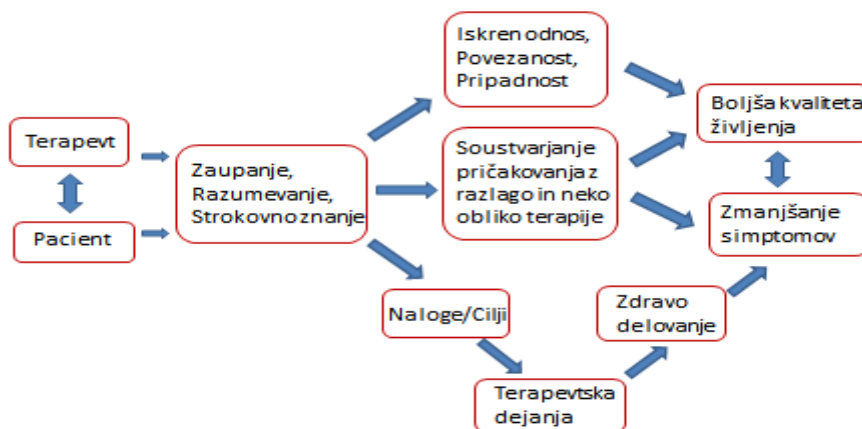 Iskren odnos,
Povezanost,
Pripadnost
Boljša kvaliteta
življenja
Terapevt
Zaupanje,
Razumevanje,
Strokovno znanje
Soustvarjanje
pričakovanja z
razlago in neko
obliko terapije
Pacient
Zmanjšanje
simptomov
Naloge/Cilji
Zdravo
delovanje
Terapevtska
dejanja